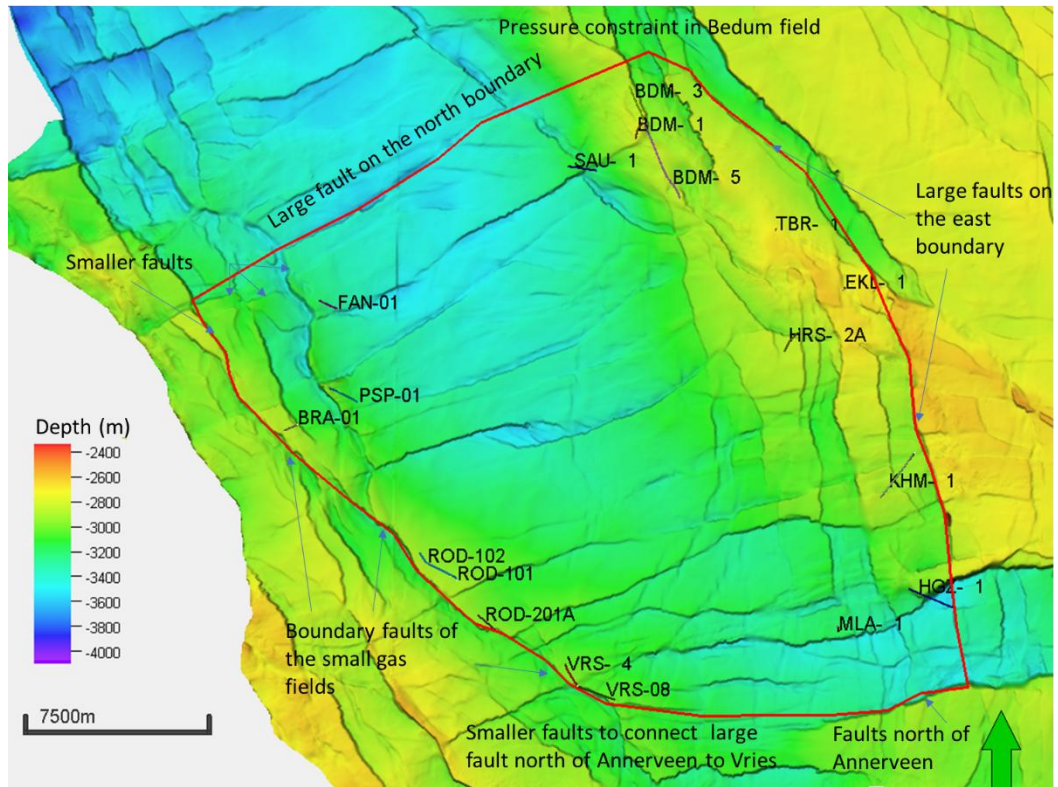 Pressure constraint in Bedum field
Large fault on the north boundary
BDM- 3
BDM- 1
SAU- 1
BDM- 5
Large faults on
the east
boundary
TBR- 1
Smaller faults
EKL- 1
FAN-01
HRS- 2A
PSP-01
BRA-01
Depth (m)
-2400
-2600
-2800
-3000
-3200
-3400
-3600
-3800
-4000
KHM- 1
ROD-102
ROD-101
HGZ- 1
ROD-201A
MLA- 1
Boundary faults of
the small gas
fields
VRS- 4
VRS-08
7500m
Smaller faults to connect large
fault north of Annerveen to Vries
Faults north of
Annerveen